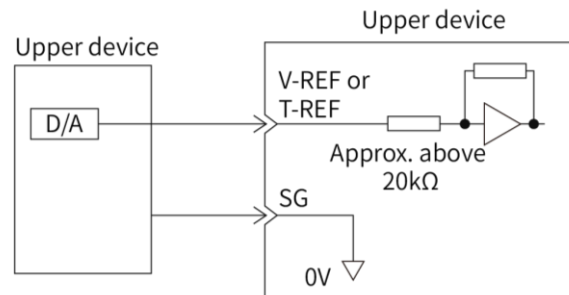 Upper device
Upper device
D/A
V-REF or
T-REF
Approx. above
20kΩ
SG
0V